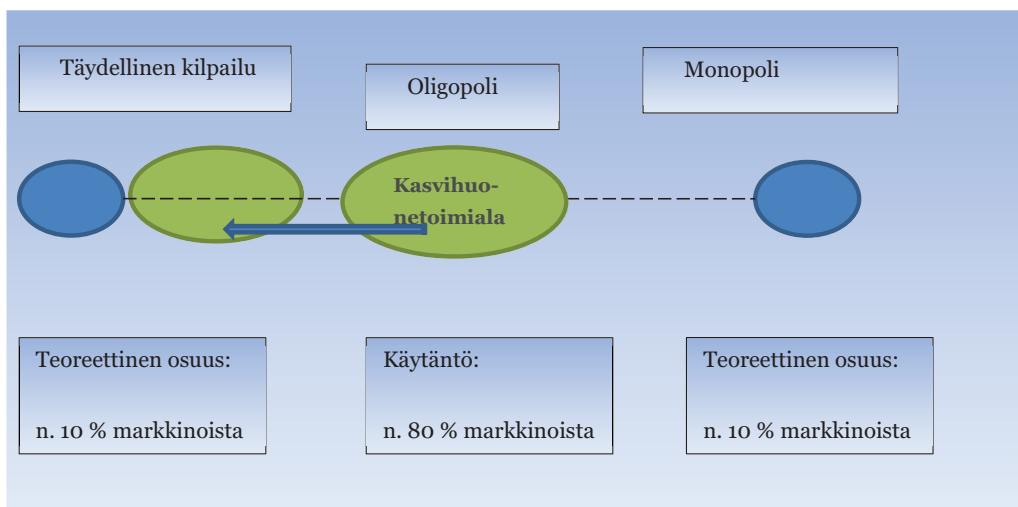 Täydellinen kilpailu
Oligopoli
Monopoli
Kasvihuo-
netoimiala
Teoreettinen osuus:
n. 10 % markkinoista
Käytäntö:
n. 80 % markkinoista
Teoreettinen osuus:
n. 10 % markkinoista